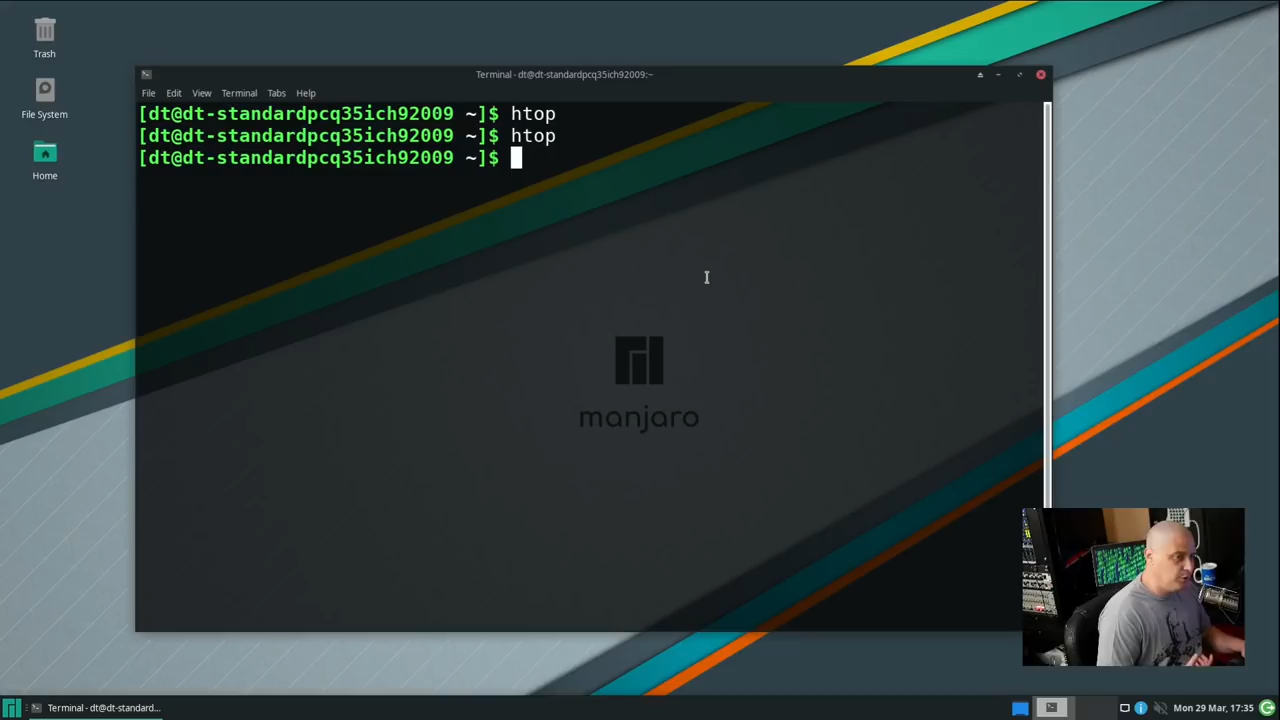 Trash
File System
Home
Terminal - dt@dt-standardpcq35ich92009:~
File Edit View Terminal Tabs Help
[dt@dt-standardpcq35ich92009 ~]$ htop
[dt@dt-standardpcq35ich92009 ~]$ htop
[dt@dt-standardpcq35ich92009 ~]$
manjaro
Terminal - dt@dt-standard...
Mon 29 Mar, 17:35